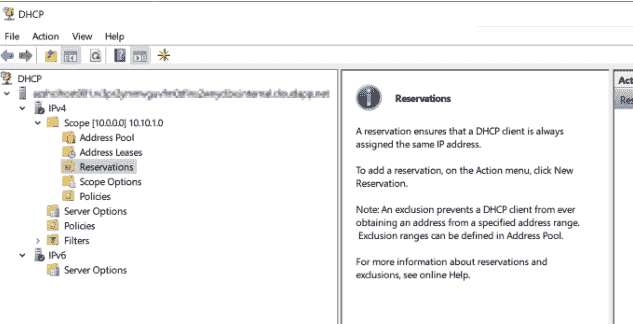 DHCP
File Action View Help
DHCP
IPv4
Scope [10.0.0.0] 10.10.1.0
Address Pool
Address Leases
Reservations
Scope Options
Policies
Server Options
Policies
Filters
IPv6
Server Options
Reservations
A reservation ensures that a DHCP client is always
assigned the same IP address.
To add a reservation, on the Action menu, click New
Reservation.
Note: An exclusion prevents a DHCP client from ever
obtaining an address from a specified address range.
Exclusion ranges can be defined in Address Pool.
For more information about reservations and
exclusions, see online Help.
Act
Res